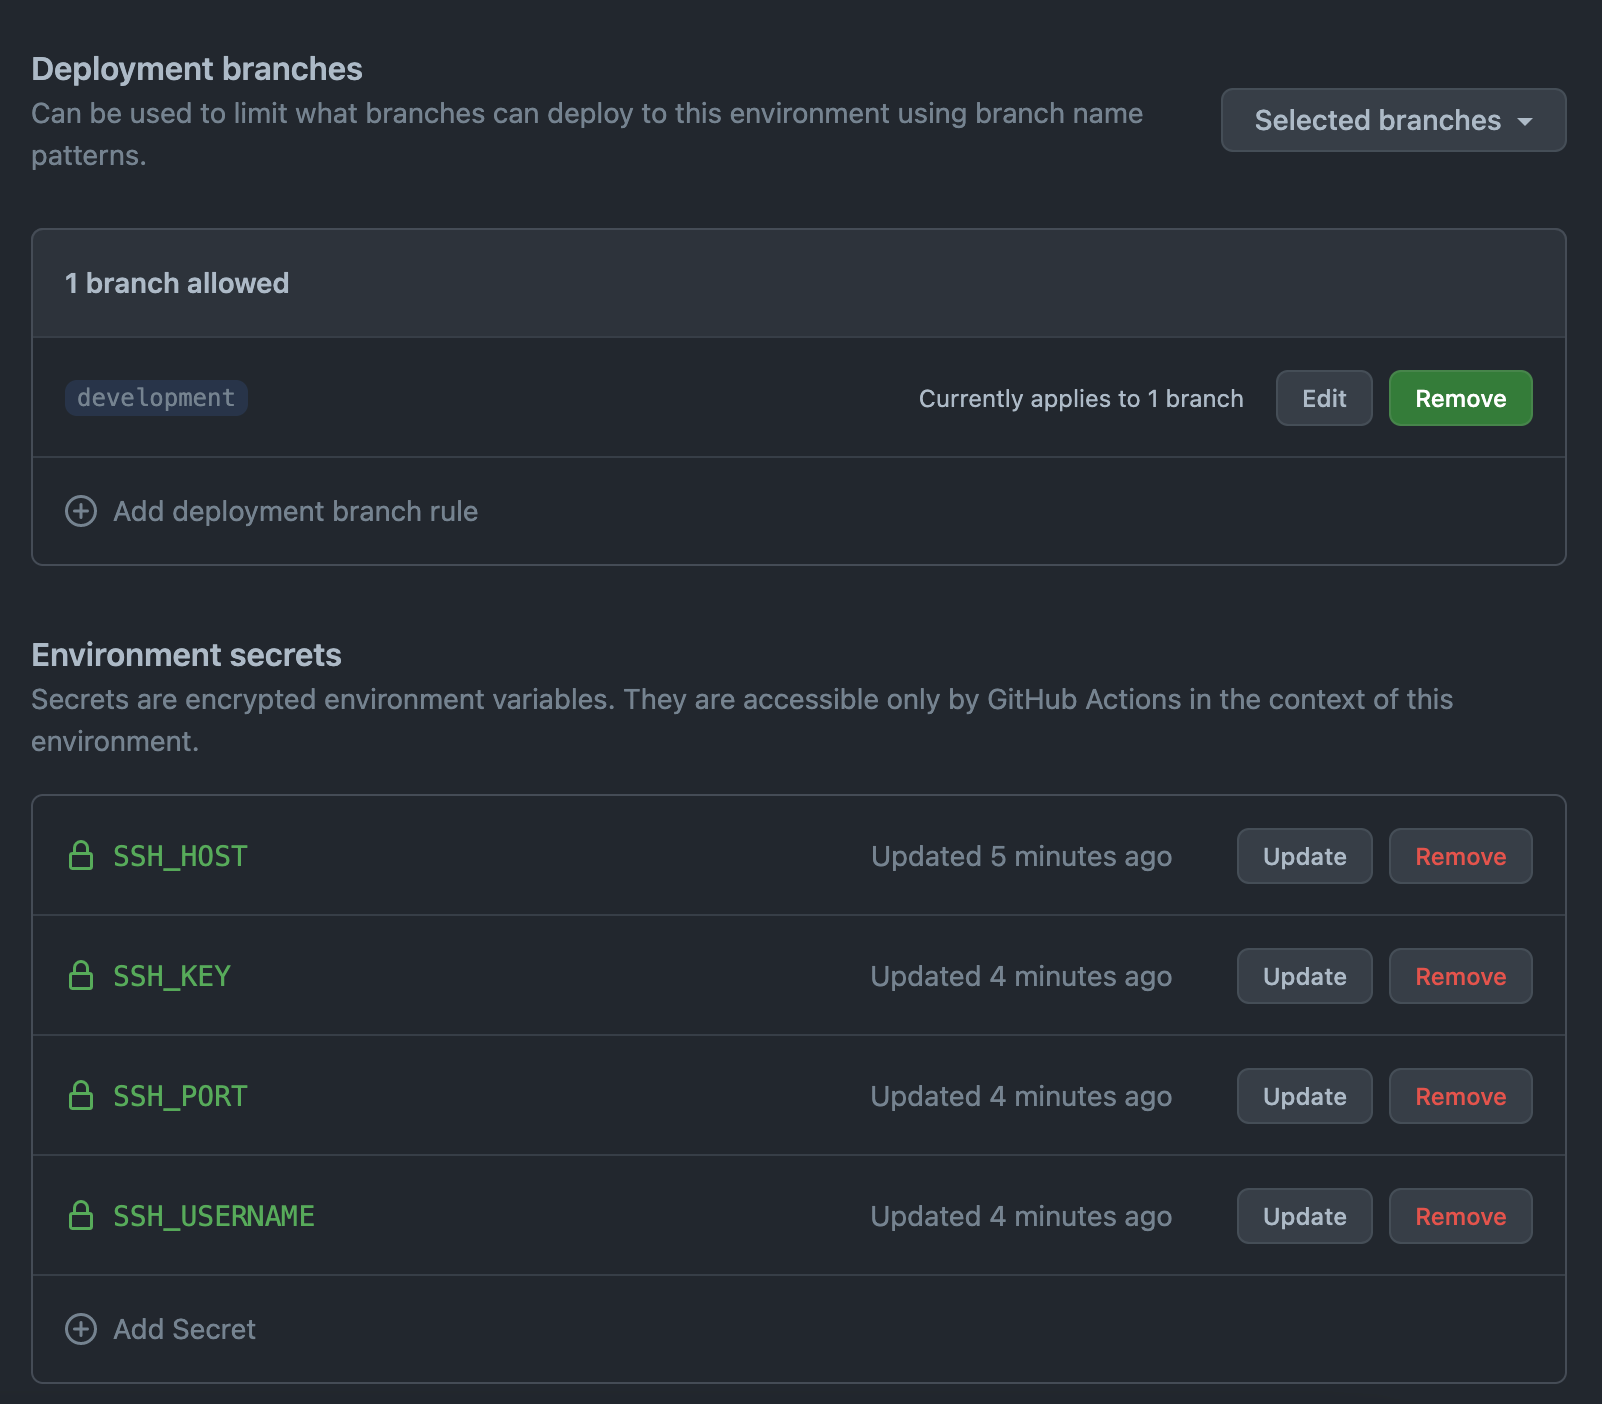 Deployment branches
Can be used to limit what branches can deploy to this environment using branch name
patterns.
Selected branches
1 branch allowed
development Currently applies to 1 branch Edit Remove
Add deployment branch rule
Environment secrets
Secrets are encrypted environment variables. They are accessible only by GitHub Actions in the context of this
environment.
SSH_HOST Updated 5 minutes ago Update Remove
SSH_KEY Updated 4 minutes ago Update Remove
SSH_PORT Updated 4 minutes ago Update Remove
SSH_USERNAME Updated 4 minutes ago Update Remove
Add Secret